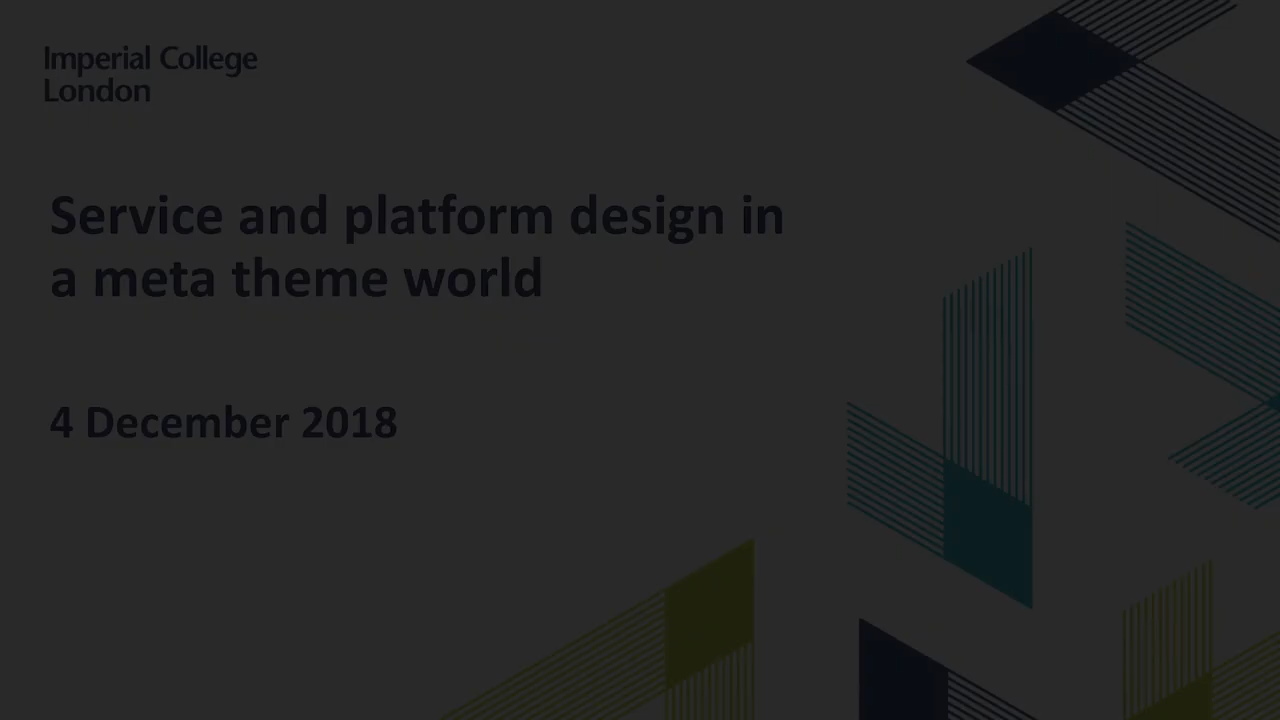 Imperial College
London
Service and platform design in
a meta theme world
4 December 2018